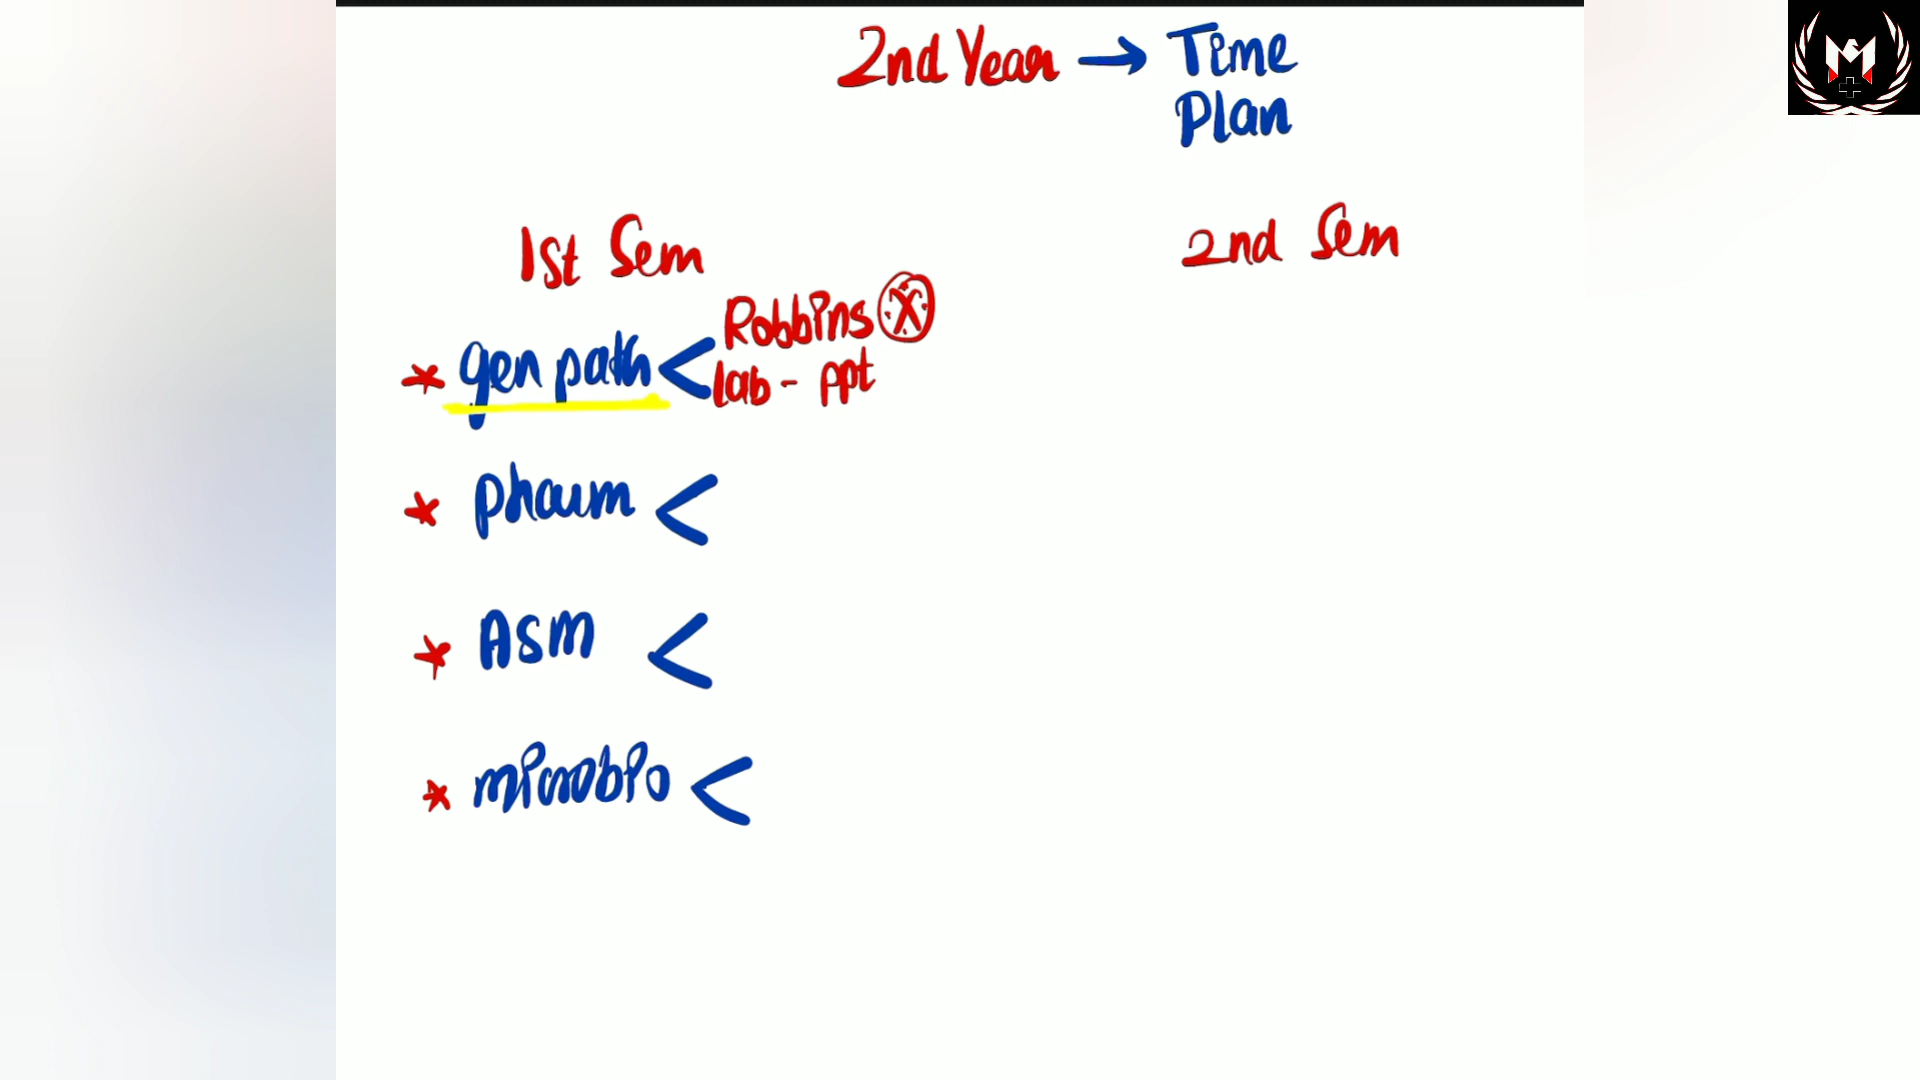 2nd Year → Time
Plan
1st Sem
2nd Sem
* gen path < Robbins
lab - ppt
* pharm <
* ASM <
* microbio <